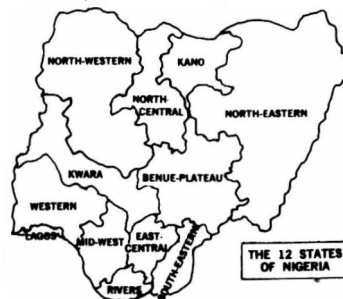 NORTH-WESTERN
KANO
NORTH-
CENTRAL
NORTH-EASTERN
KWARA
BENUE-PLATEAU
WESTERN
LAGOS
MID-WEST
EAST-
CENTRAL
SOUTH-EASTERN
RIVERS
THE 12 STATES
OF NIGERIA